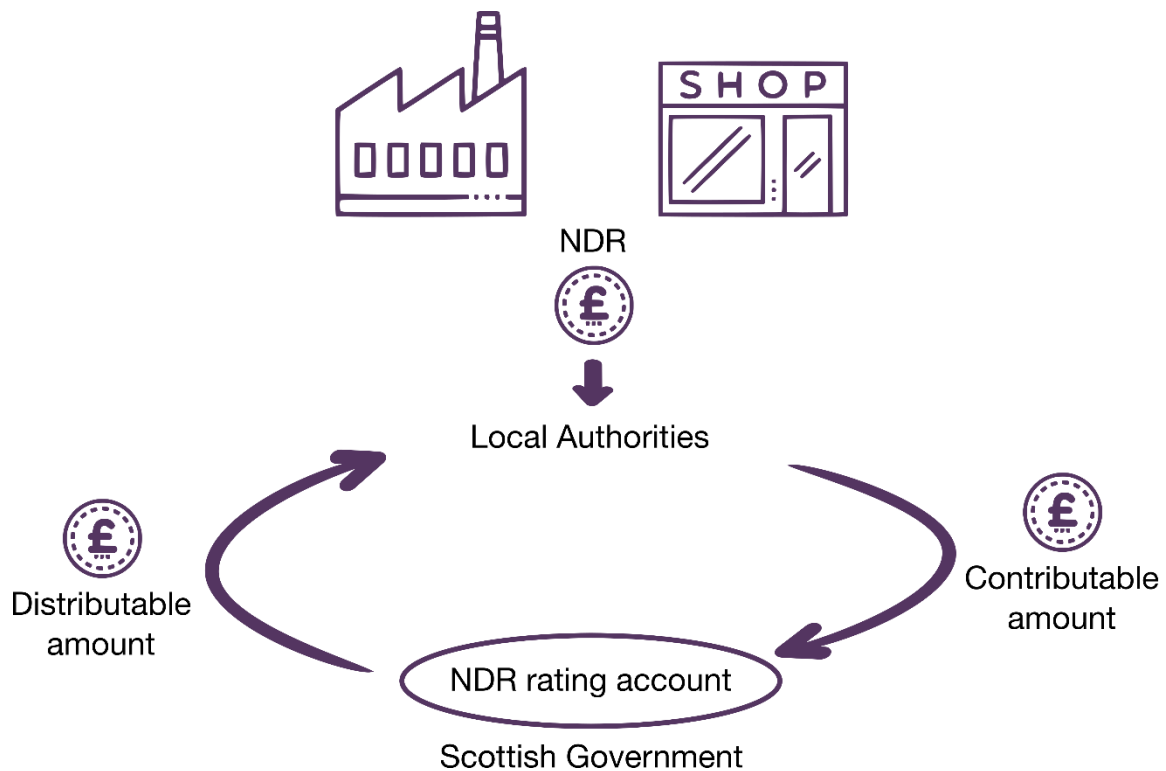 SHOP
NDR
£
Local Authorities
£
£
Distributable
amount
Contributable
amount
NDR rating account
Scottish Government